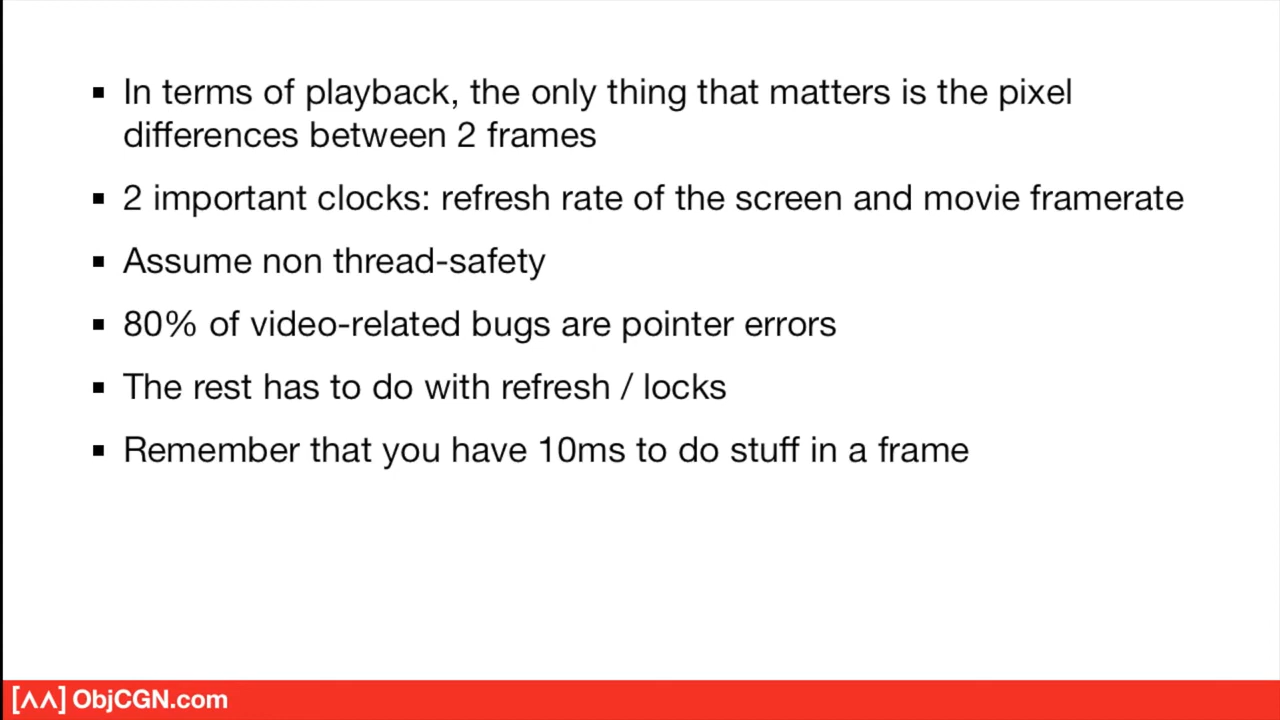 ▪ In terms of playback, the only thing that matters is the pixel
differences between 2 frames
▪ 2 important clocks: refresh rate of the screen and movie framerate
▪ Assume non thread-safety
▪ 80% of video-related bugs are pointer errors
▪ The rest has to do with refresh / locks
▪ Remember that you have 10ms to do stuff in a frame
[ʌʌ] ObjCGN.com